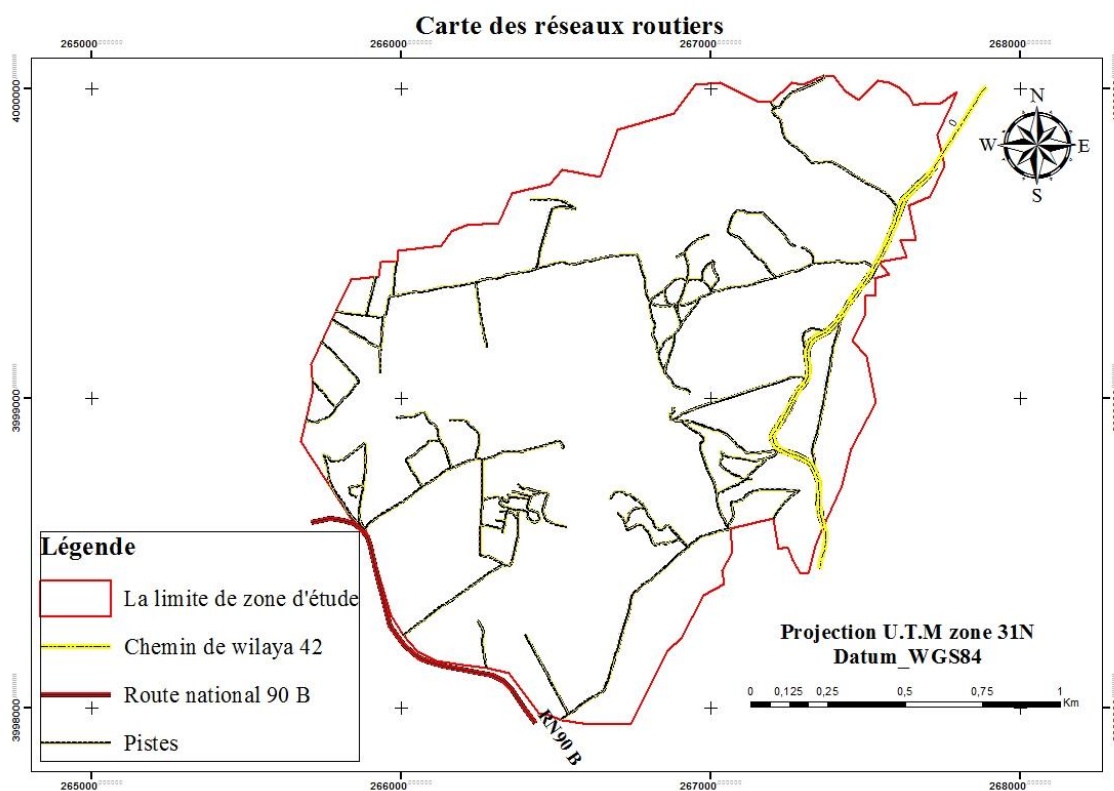 Carte des réseaux routiers
265000 266000 267000 268000
4000000
N
W E
S
0
3999000
Légende
La limite de zone d'étude
Chemin de wilaya 42
Route national 90 B
Pistes
Projection U.T.M zone 31N
Datum_WGS84
0 0,125 0,25 0,5 0,75 1
Km
3998000
RN90 B
265000 266000 267000 268000